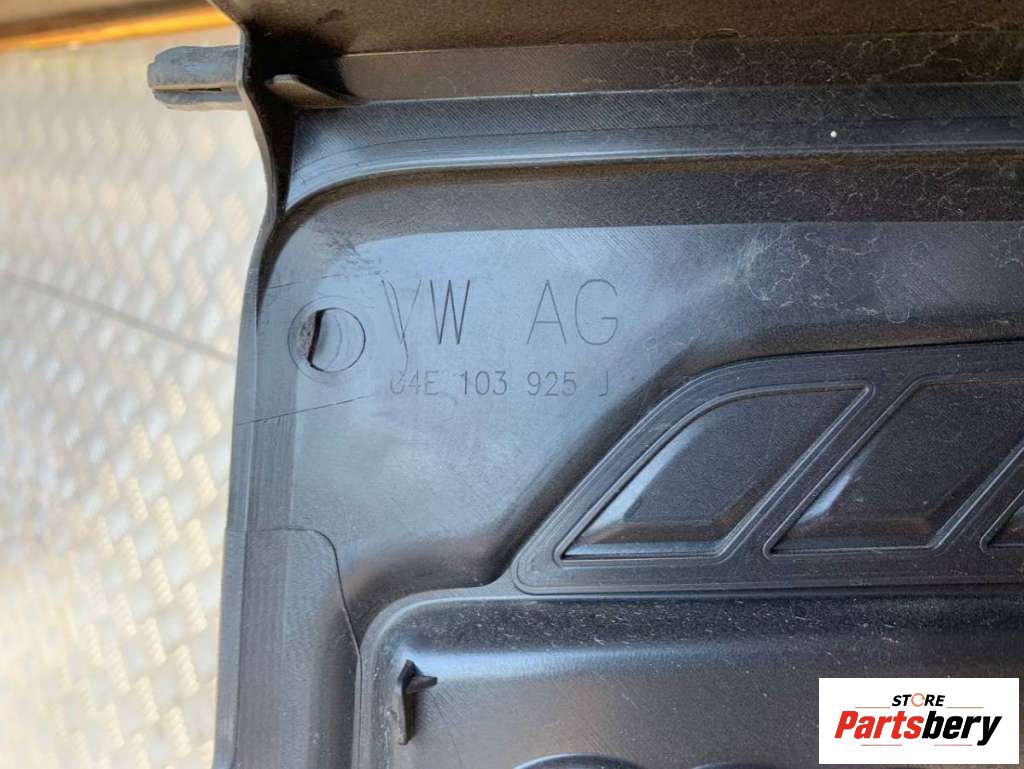 VW AG
04E 103 925 J
STORE
Partsbery